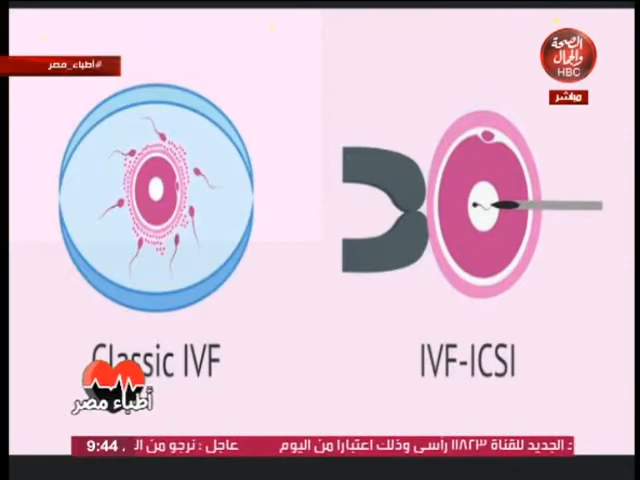 #أطباء_مصر
الصحة
والجمال
HBC
مباشر
Classic IVF
IVF-ICSI
أطباء مصر
9:44
د الجديد للقناة ١١٨٢٣ رأسى وذلك اعتبارا من اليوم
عاجل : نرجو من ال